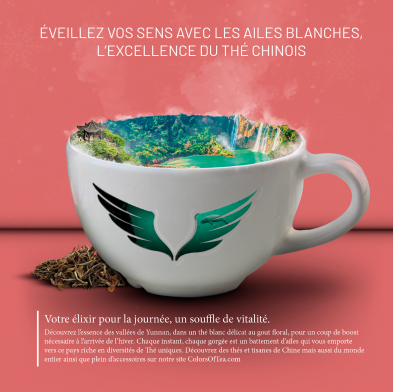 ÉVEILLEZ VOS SENS AVEC LES AILES BLANCHES,
L'EXCELLENCE DU THÉ CHINOIS
Votre élixir pour la journée, un souffle de vitalité.
Découvrez l'essence des vallées de Yunnan, dans un thé blanc délicat au gout floral, pour un coup de boost
nécessaire à l'arrivée de l'hiver. Chaque instant, chaque gorgée est un battement d'ailes qui vous emporte
vers ce pays riche en diversités de Thé uniques. Découvrez des thés et tisanes de Chine mais aussi du monde
entier ainsi que plein d'accessoires sur notre site ColorsOfTea.com